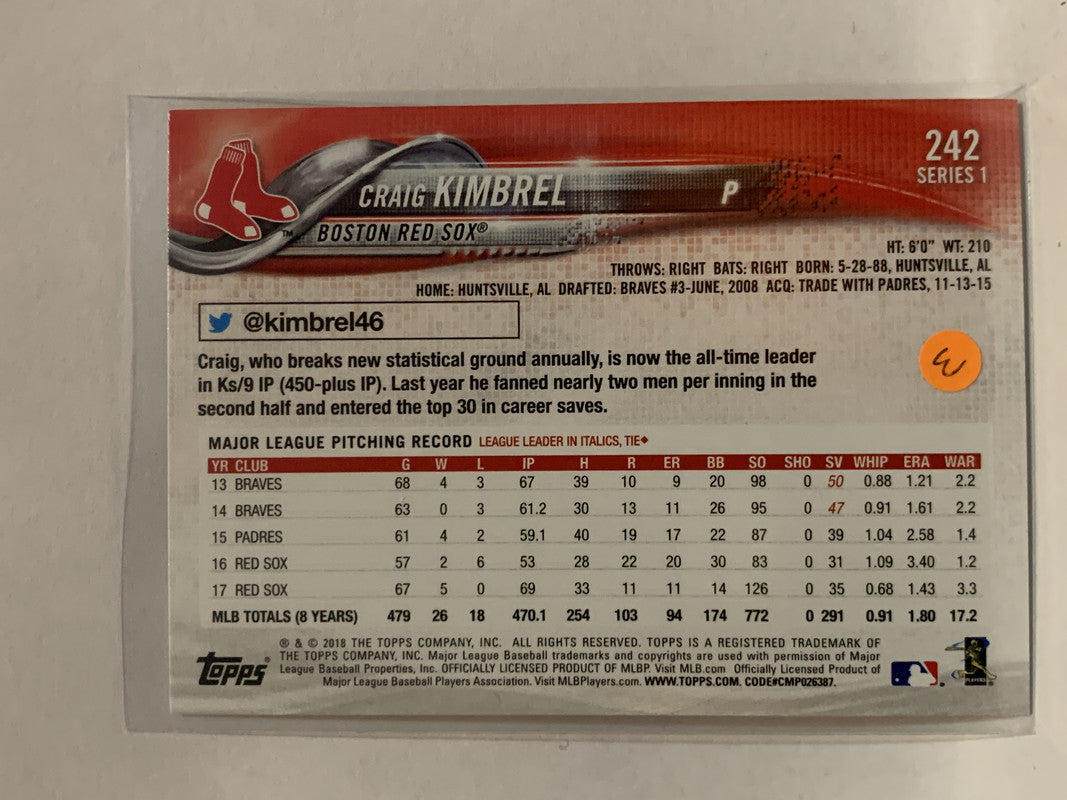 242
SERIES 1
CRAIG KIMBREL P
BOSTON RED SOX®
™
HT: 6'0" WT: 210
THROWS: RIGHT BATS: RIGHT BORN: 5-28-88, HUNTSVILLE, AL
HOME: HUNTSVILLE, AL DRAFTED: BRAVES #3-JUNE, 2008 ACQ: TRADE WITH PADRES, 11-13-15
@kimbrel46
Craig, who breaks new statistical ground annually, is now the all-time leader
in Ks/9 IP (450-plus IP). Last year he fanned nearly two men per inning in the
second half and entered the top 30 in career saves.
MAJOR LEAGUE PITCHING RECORD LEAGUE LEADER IN ITALICS, TIE◆
YR CLUB G W L IP H R ER BB SO SHO SV WHIP ERA WAR
13 BRAVES 68 4 3 67 39 10 9 20 98 0 50 0.88 1.21 2.2
14 BRAVES 63 0 3 61.2 30 13 11 26 95 0 47 0.91 1.61 2.2
15 PADRES 61 4 2 59.1 40 19 17 22 87 0 39 1.04 2.58 1.4
16 RED SOX 57 2 6 53 28 22 20 30 83 0 31 1.09 3.40 1.2
17 RED SOX 67 5 0 69 33 11 11 14 126 0 35 0.68 1.43 3.3
MLB TOTALS (8 YEARS) 479 26 18 470.1 254 103 94 174 772 0 291 0.91 1.80 17.2
® & © 2018 THE TOPPS COMPANY, INC. ALL RIGHTS RESERVED. TOPPS IS A REGISTERED TRADEMARK OF
THE TOPPS COMPANY, INC. Major League Baseball trademarks and copyrights are used with permission of Major
League Baseball Properties, Inc. OFFICIALLY LICENSED PRODUCT OF MLBP Visit MLB.com Officially Licensed Product of
Major League Baseball Players Association. Visit MLBPlayers.com. WWW.TOPPS.COM. CODE#CMP026387.
topps®
PLAYERS